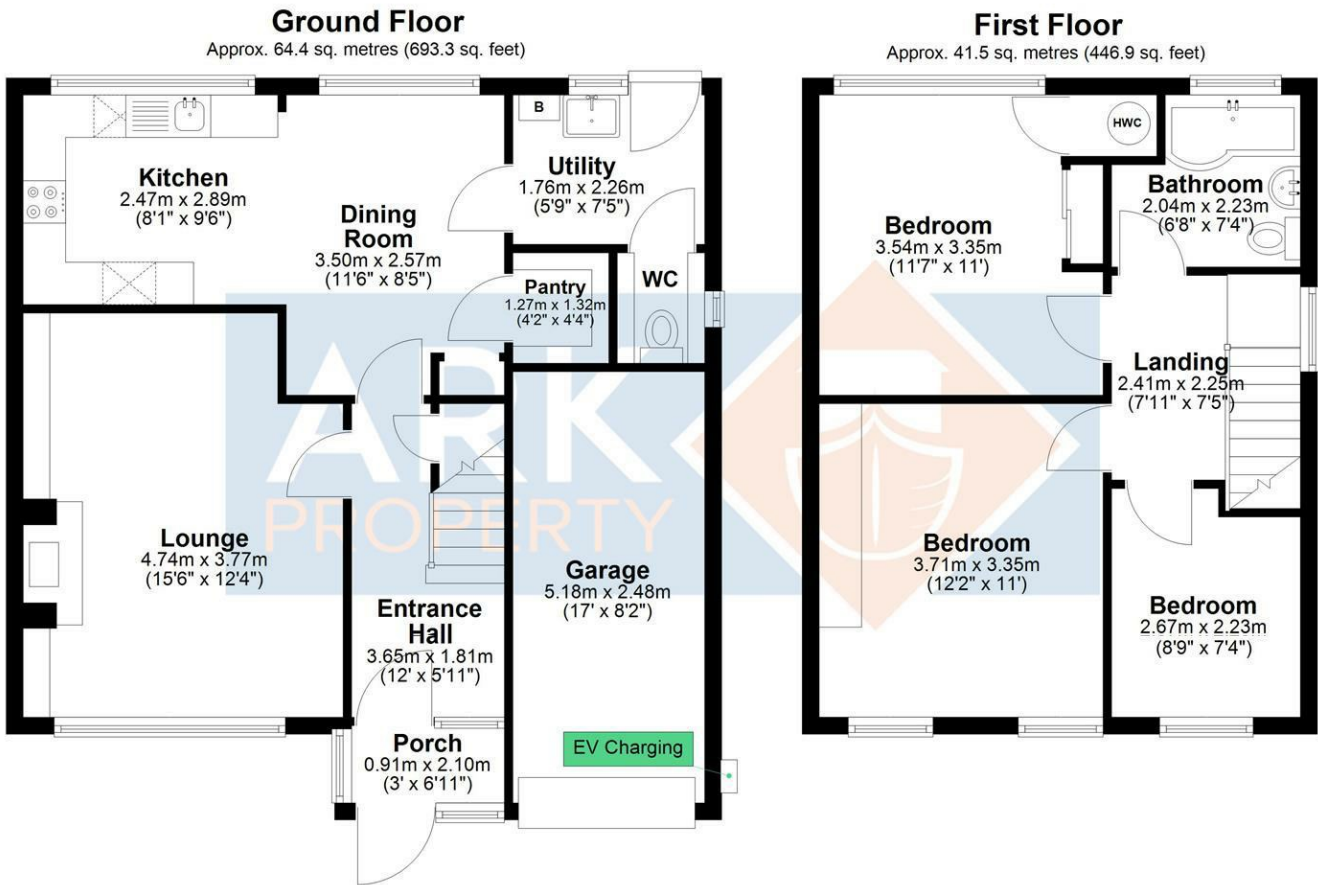 Ground Floor
Approx. 64.4 sq. metres (693.3 sq. feet)
Kitchen
2.47m x 2.89m
(8'1" x 9'6")
Dining
Room
3.50m x 2.57m
(11'6" x 8'5")
B
Utility
1.76m x 2.26m
(5'9" x 7'5")
Pantry
1.27m x 1.32m
(4'2" x 4'4")
WC
Lounge
4.74m x 3.77m
(15'6" x 12'4")
Entrance
Hall
3.65m x 1.81m
(12' x 5'11")
Garage
5.18m x 2.48m
(17' x 8'2")
Porch
0.91m x 2.10m
(3' x 6'11")
EV Charging
First Floor
Approx. 41.5 sq. metres (446.9 sq. feet)
HWC
Bedroom
3.54m x 3.35m
(11'7" x 11')
Bathroom
2.04m x 2.23m
(6'8" x 7'4")
Landing
2.41m x 2.25m
(7'11" x 7'5")
Bedroom
3.71m x 3.35m
(12'2" x 11')
Bedroom
2.67m x 2.23m
(8'9" x 7'4")
ARK
PROPERTY